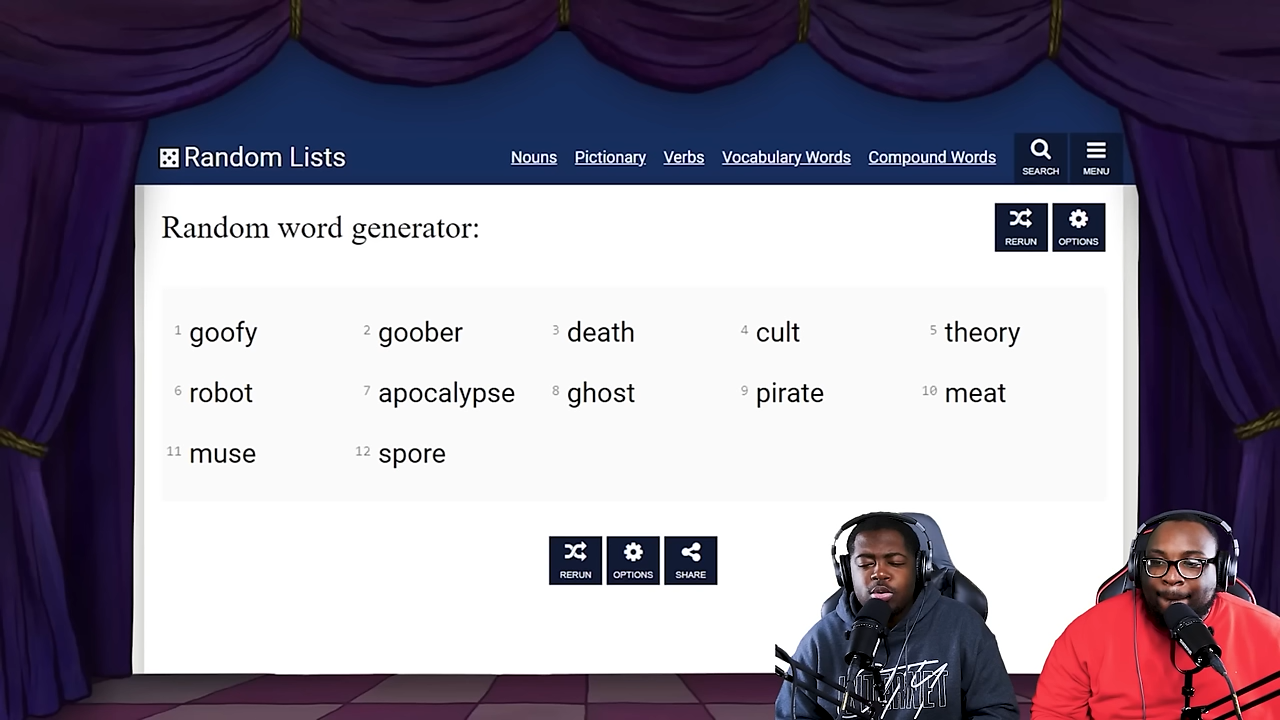 Random Lists
Nouns Pictionary Verbs Vocabulary Words Compound Words
SEARCH MENU
Random word generator:
RERUN OPTIONS
1 goofy 2 goober 3 death 4 cult 5 theory
6 robot 7 apocalypse 8 ghost 9 pirate 10 meat
11 muse 12 spore
RERUN OPTIONS SHARE
INTERNET